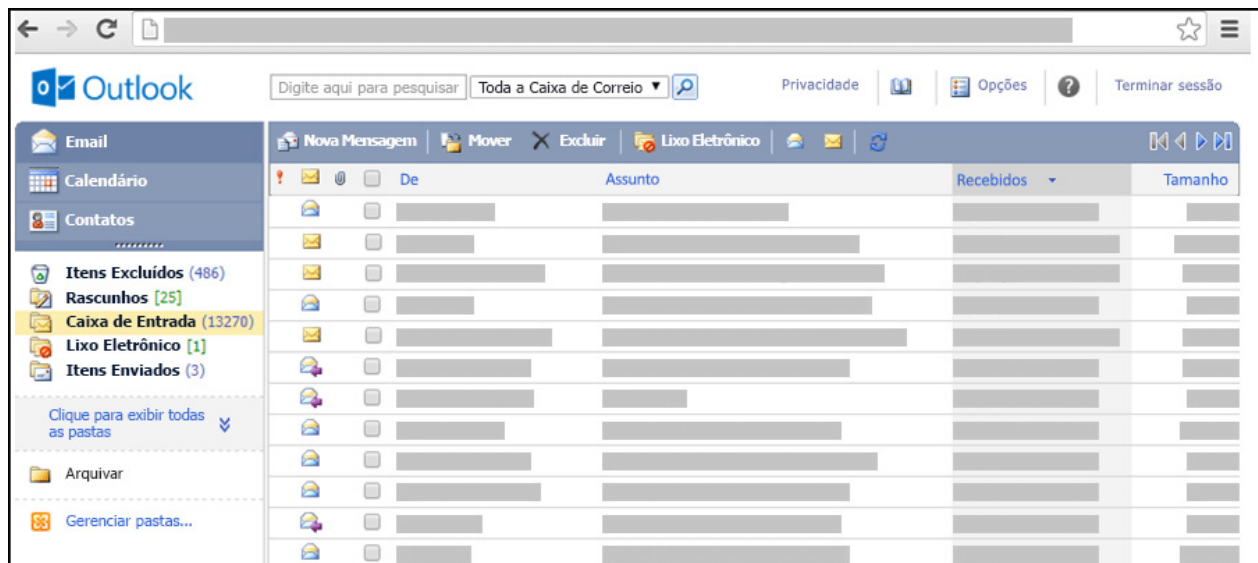 Outlook
Digite aqui para pesquisar Toda a Caixa de Correio Privacidade Opções Terminar sessão
Email
Calendário
Contatos
Nova Mensagem Mover Excluir Lixo Eletrônico
De Assunto Recebidos Tamanho
Itens Excluídos (486)
Rascunhos [25]
Caixa de Entrada (13270)
Lixo Eletrônico [1]
Itens Enviados (3)
Clique para exibir todas
as pastas
Arquivar
Gerenciar pastas...